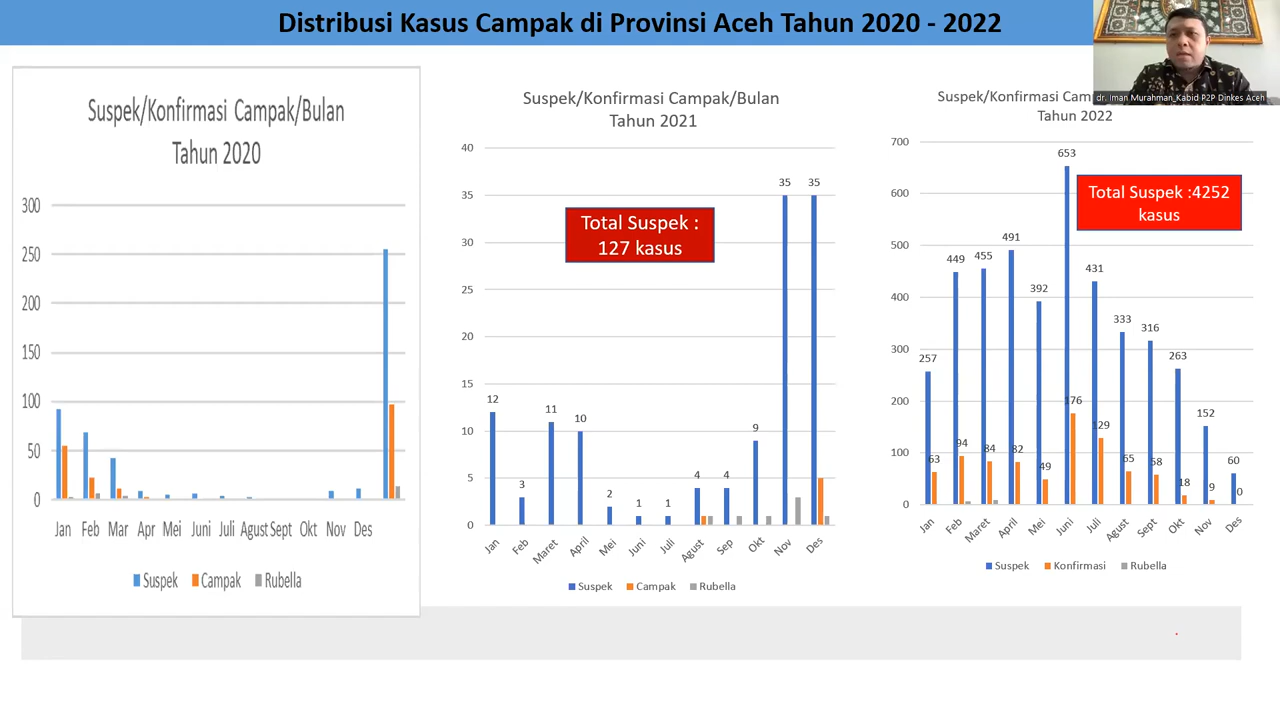 Distribusi Kasus Campak di Provinsi Aceh Tahun 2020 - 2022
dr. Iman Murahman_Kabid P2P Dinkes Aceh
Suspek/Konfirmasi Campak/Bulan
Tahun 2020
300
250
200
150
100
50
0
Jan Feb Mar Apr Mei Juni Juli Agust Sept Okt Nov Des
Suspek Campak Rubella
Suspek/Konfirmasi Campak/Bulan
Tahun 2021
Total Suspek :
127 kasus
40
35
30
25
20
15
10
5
0
12 3 11 10 2 1 1 4 4 9 35 35
Jan Feb Maret April Mei Juni Juli Agust Sep Okt Nov Des
Suspek Campak Rubella
Suspek/Konfirmasi
Tahun 2022
Total Suspek :4252
kasus
700
600
500
400
300
200
100
0
257 449 455 491 392 653 431 333 316 263 152 60
63 94 84 82 49 176 129 65 58 18 9 0
Jan Feb Maret April Mei Juni Juli Agust Sept Okt Nov Des
Suspek Konfirmasi Rubella